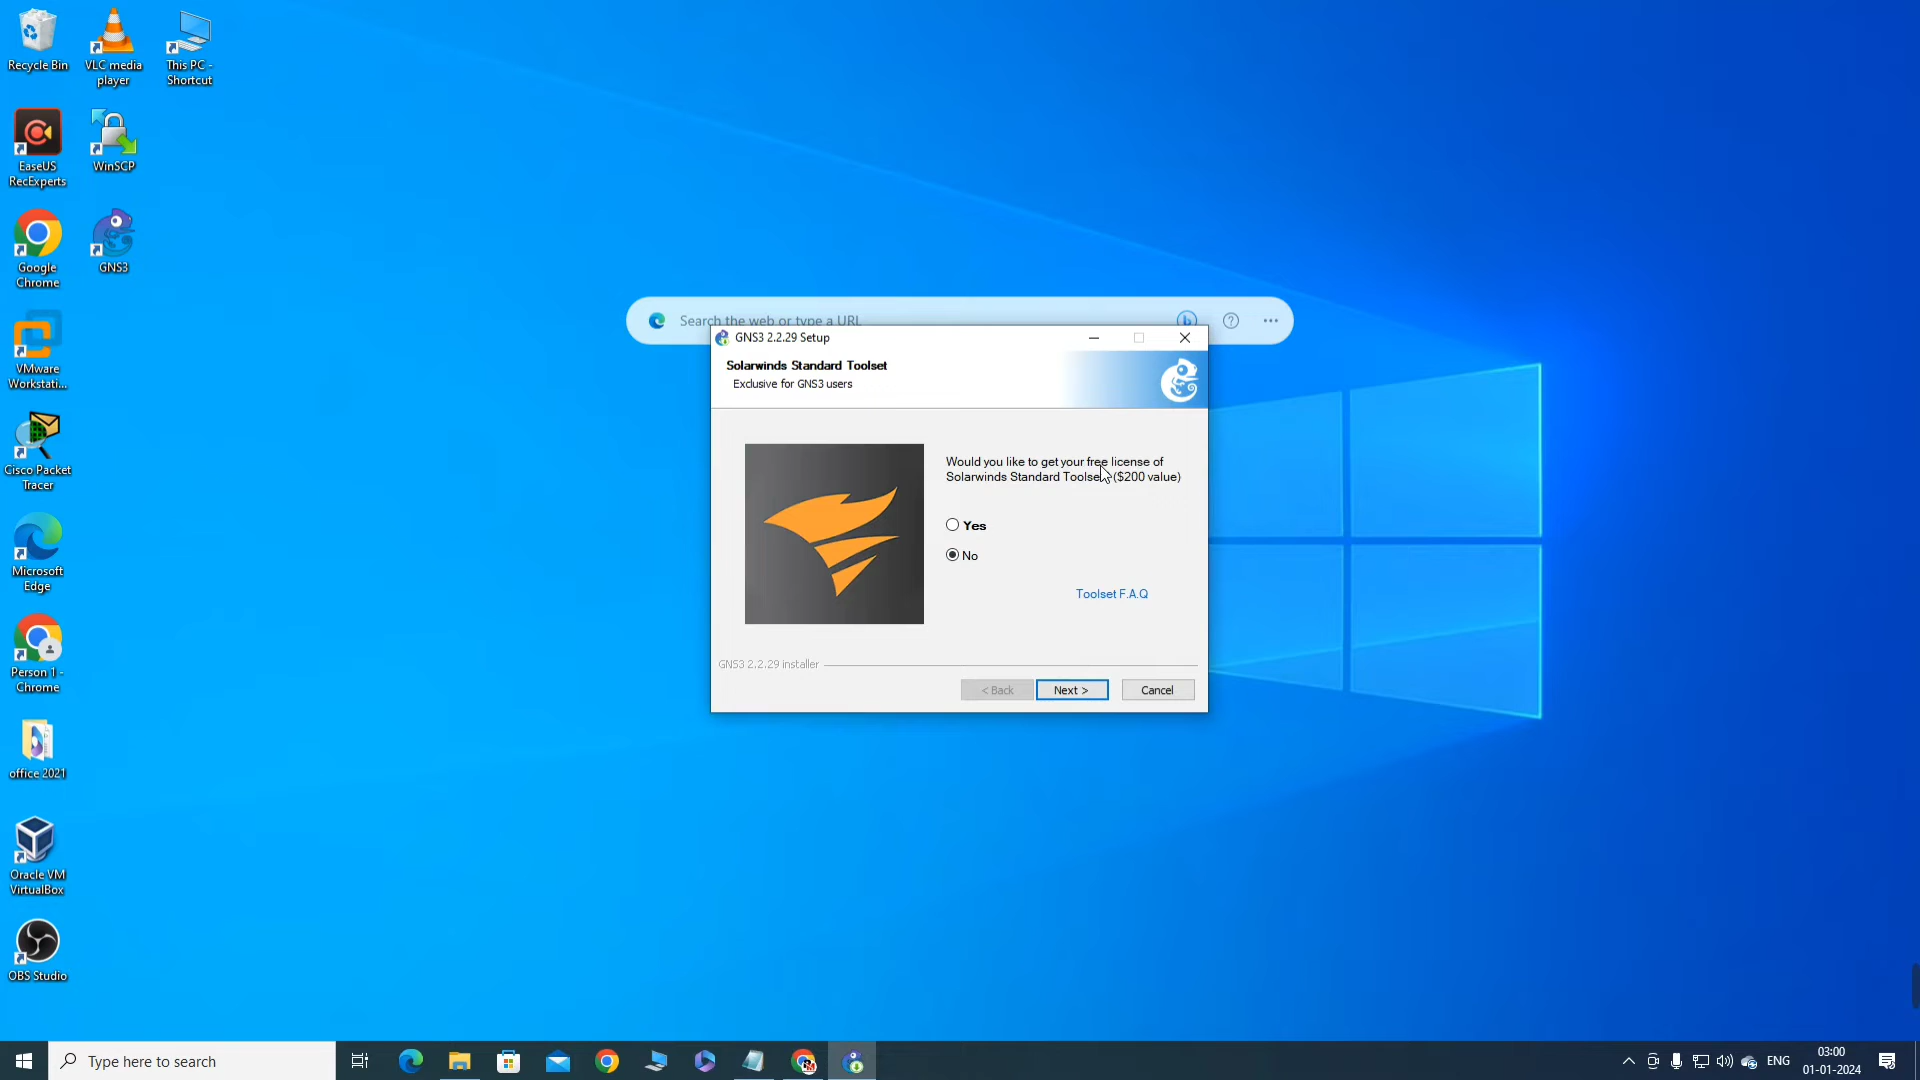 Recycle Bin
VLC media
player
This PC -
Shortcut
EaseUS
RecExperts
WinSCP
Google
Chrome
GNS3
VMware
Workstati...
Cisco Packet
Tracer
Microsoft
Edge
Person 1 -
Chrome
office 2021
Oracle VM
VirtualBox
OBS Studio
Search the web or type a URL
GNS3 2.2.29 Setup
Solarwinds Standard Toolset
Exclusive for GNS3 users
Would you like to get your free license of
Solarwinds Standard Toolset ($200 value)
Yes
No
Toolset F.A.Q
GNS3 2.2.29 installer
< Back
Next >
Cancel
Type here to search
ENG
03:00
01-01-2024